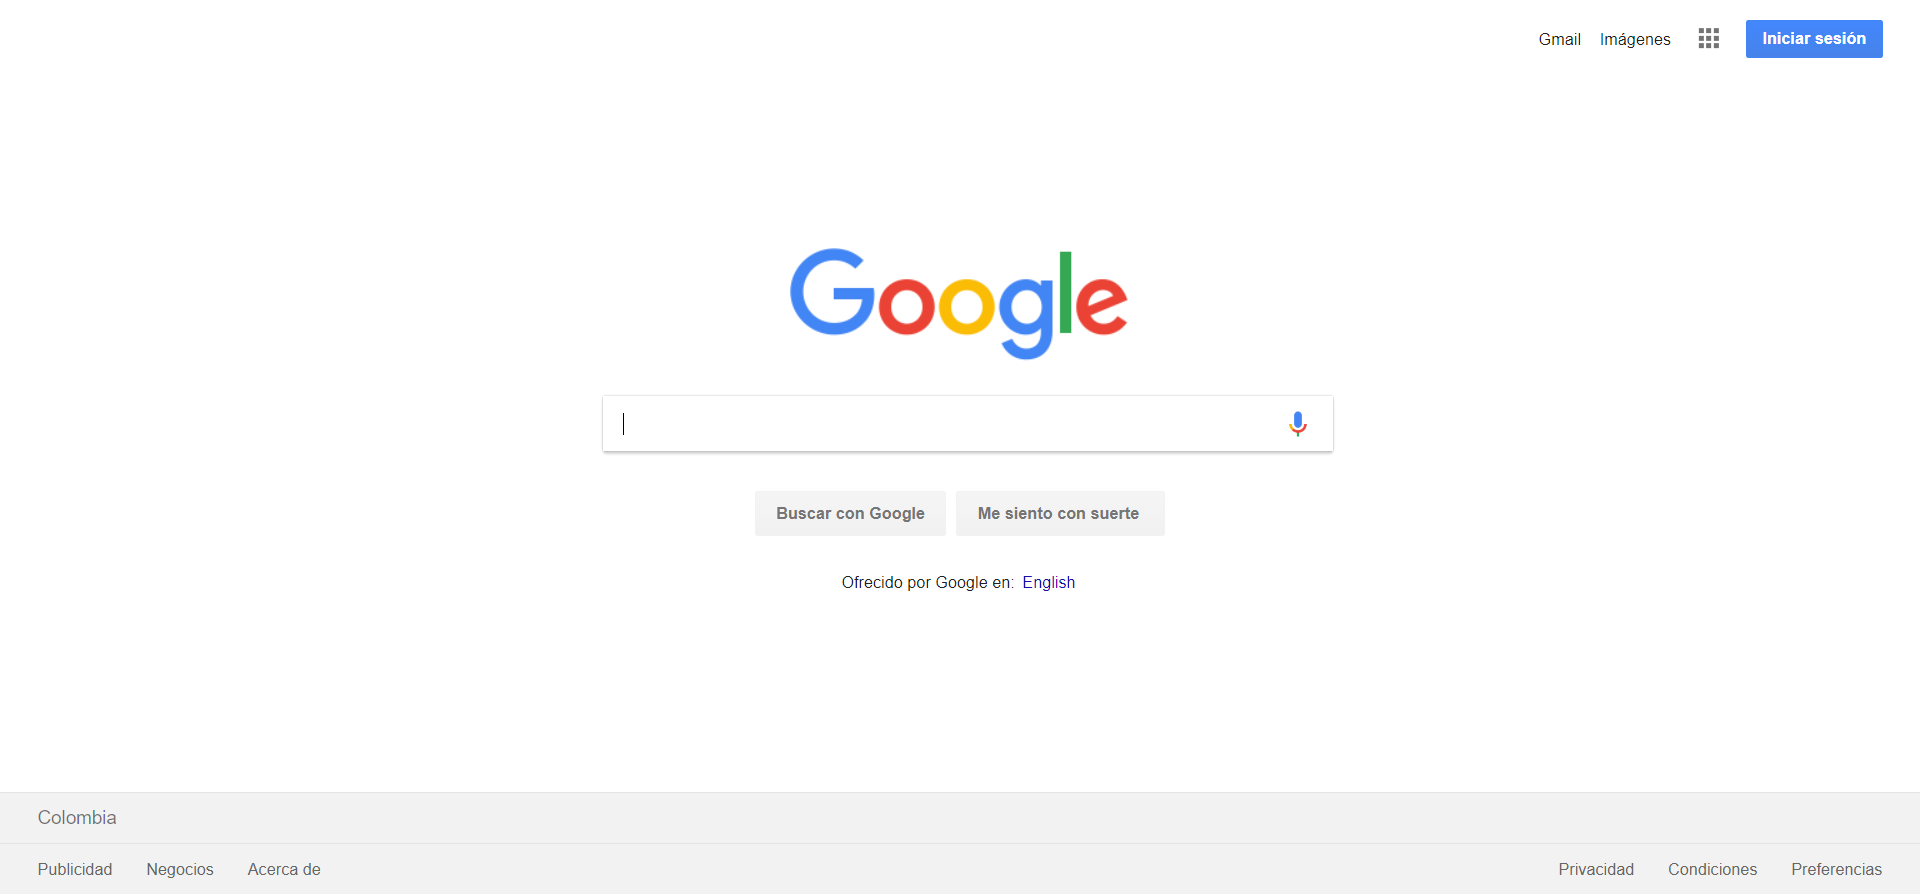 Gmail Imágenes Iniciar sesión
Google
Buscar con Google Me siento con suerte
Ofrecido por Google en: English
Colombia
Publicidad Negocios Acerca de Privacidad Condiciones Preferencias